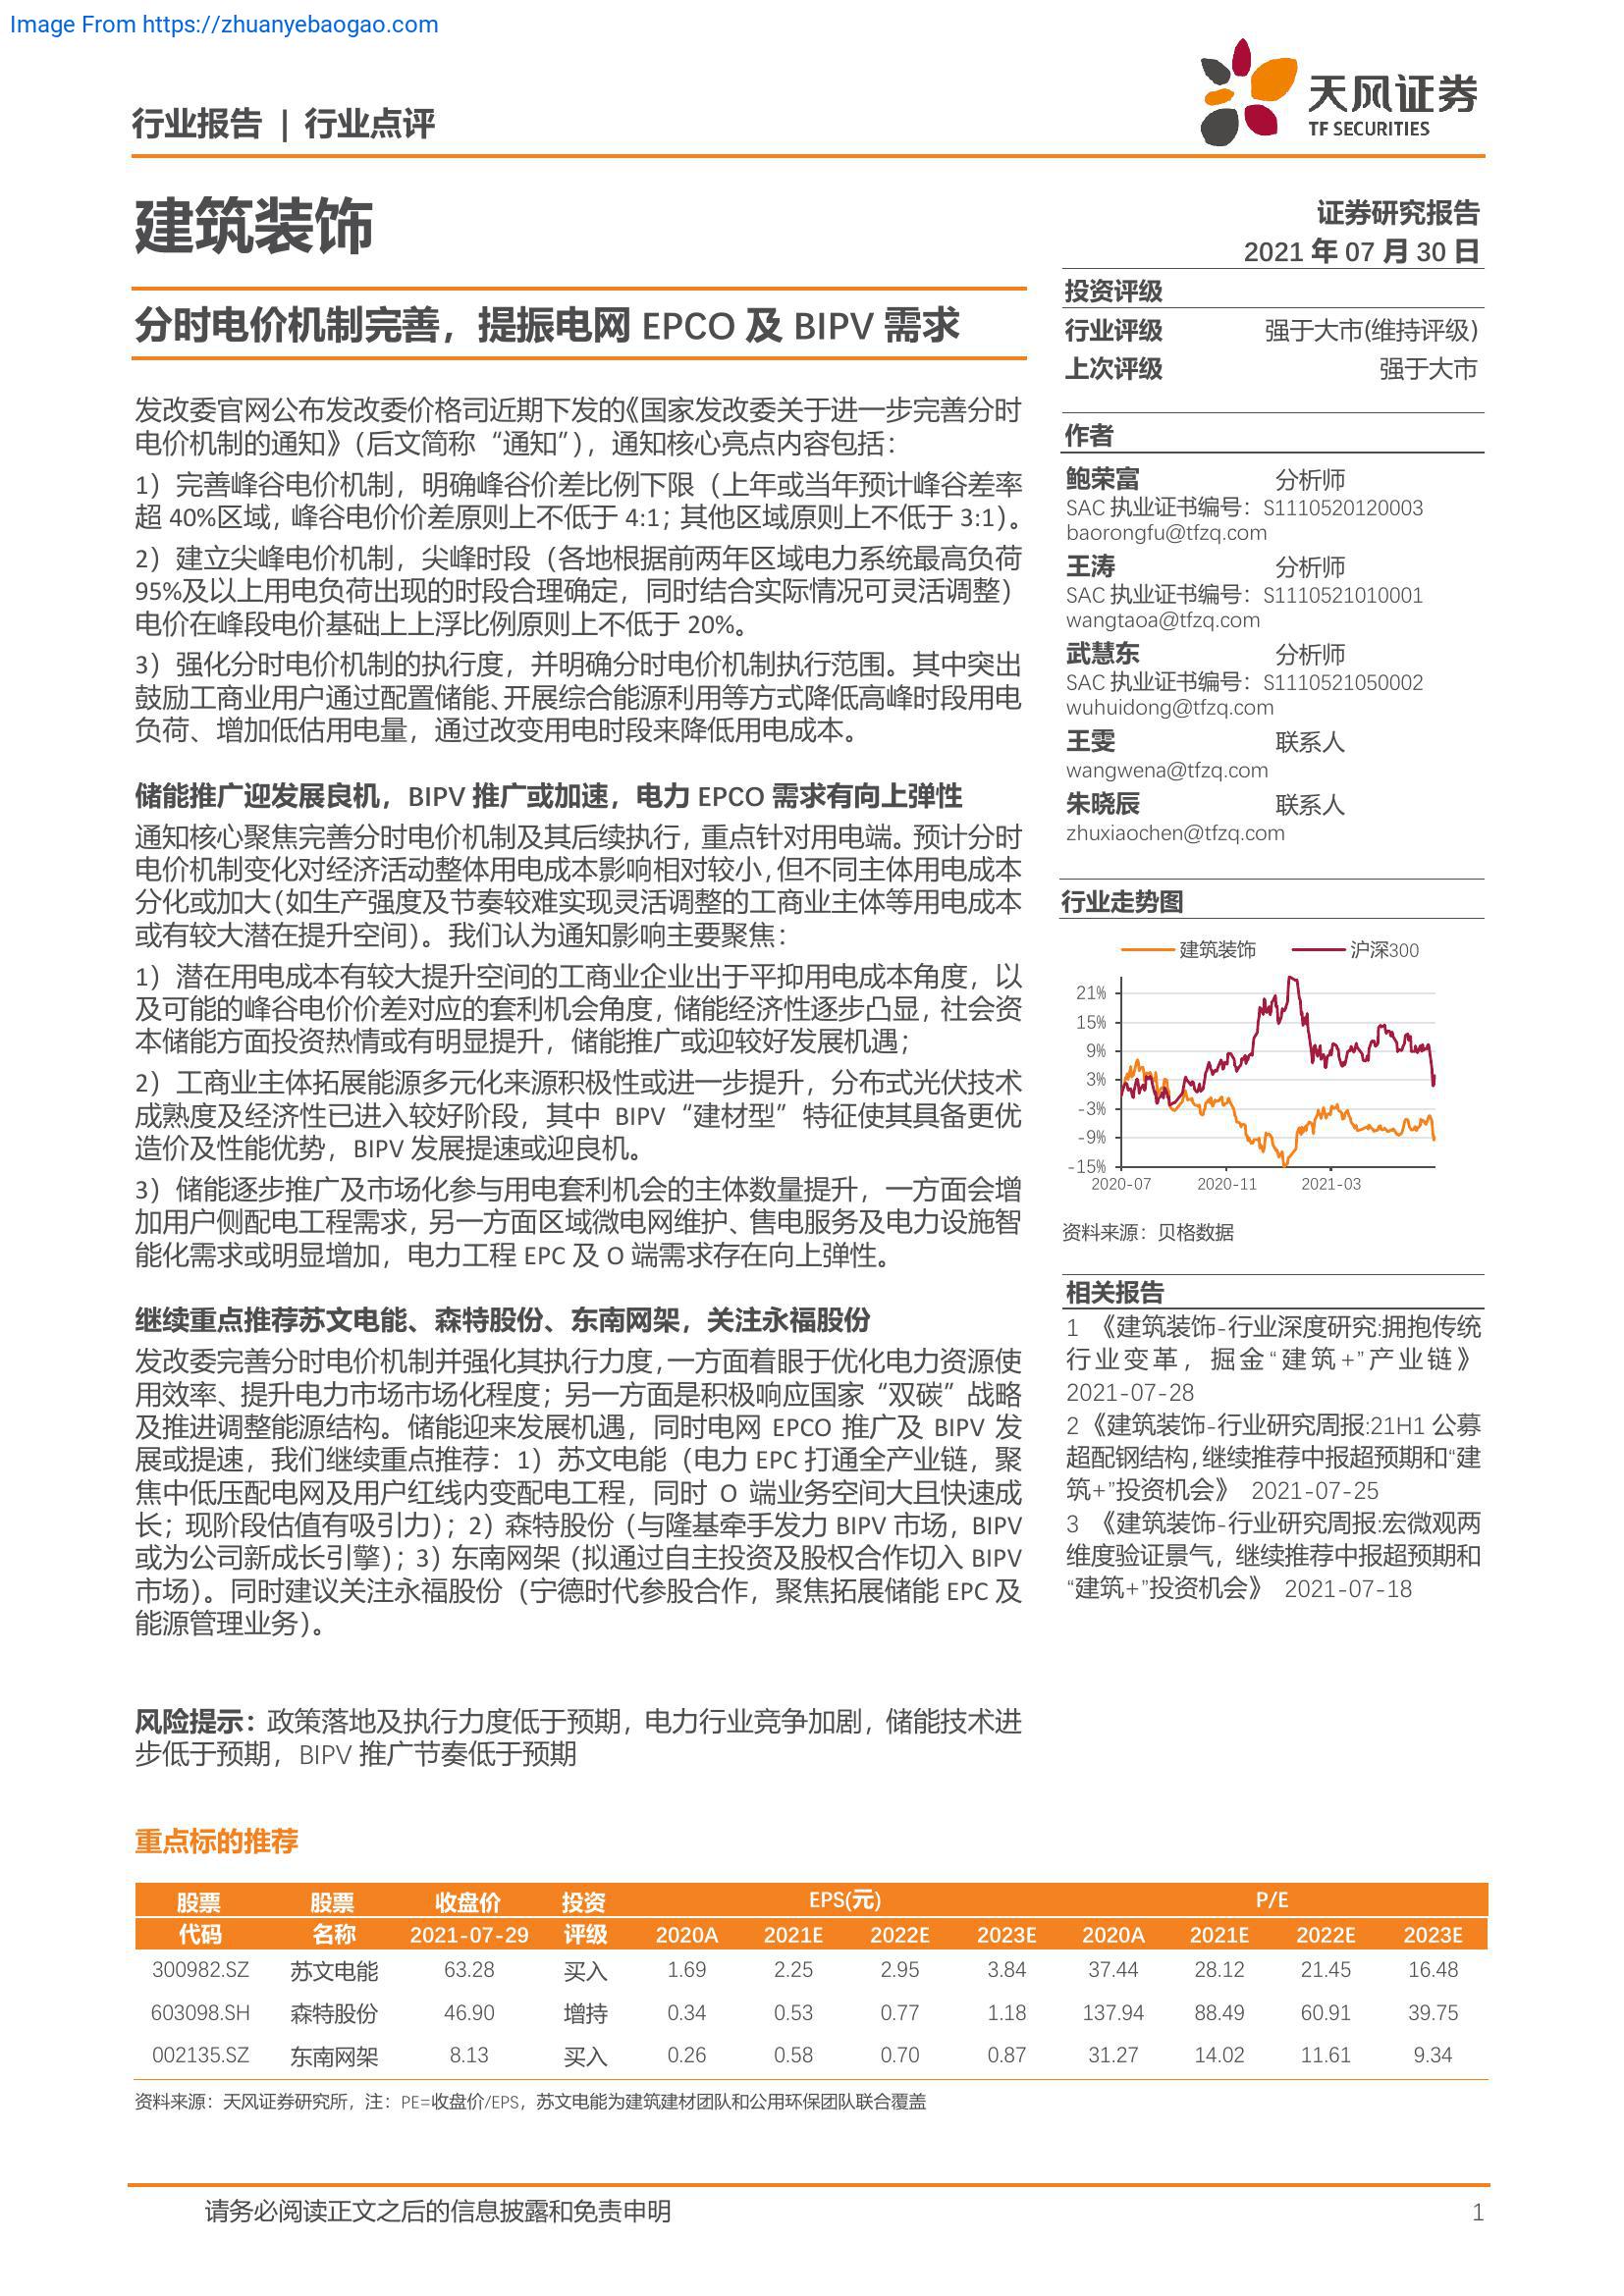 Image From https://zhuanyebaogao.com
行业报告 | 行业点评
天风证券
TF SECURITIES
建筑装饰
证券研究报告
2021 年 07 月 30 日
分时电价机制完善，提振电网 EPCO 及 BIPV 需求
发改委官网公布发改委价格司近期下发的《国家发改委关于进一步完善分时
电价机制的通知》（后文简称“通知”），通知核心亮点内容包括：
1）完善峰谷电价机制，明确峰谷价差比例下限（上年或当年预计峰谷差率
超 40%区域，峰谷电价价差原则上不低于 4:1；其他区域原则上不低于 3:1）。
2）建立尖峰电价机制，尖峰时段（各地根据前两年区域电力系统最高负荷
95%及以上用电负荷出现的时段合理确定，同时结合实际情况可灵活调整）
电价在峰段电价基础上上浮比例原则上不低于 20%。
3）强化分时电价机制的执行度，并明确分时电价机制执行范围。其中突出
鼓励工商业用户通过配置储能、开展综合能源利用等方式降低高峰时段用电
负荷、增加低估用电量，通过改变用电时段来降低用电成本。
储能推广迎发展良机，BIPV 推广或加速，电力 EPCO 需求有向上弹性
通知核心聚焦完善分时电价机制及其后续执行，重点针对用电端。预计分时
电价机制变化对经济活动整体用电成本影响相对较小，但不同主体用电成本
分化或加大（如生产强度及节奏较难实现灵活调整的工商业主体等用电成本
或有较大潜在提升空间）。我们认为通知影响主要聚焦：
1）潜在用电成本有较大提升空间的工商业企业出于平抑用电成本角度，以
及可能的峰谷电价价差对应的套利机会角度，储能经济性逐步凸显，社会资
本储能方面投资热情或有明显提升，储能推广或迎较好发展机遇；
2）工商业主体拓展能源多元化来源积极性或进一步提升，分布式光伏技术
成熟度及经济性已进入较好阶段，其中 BIPV“建材型”特征使其具备更优
造价及性能优势，BIPV 发展提速或迎良机。
3）储能逐步推广及市场化参与用电套利机会的主体数量提升，一方面会增
加用户侧配电工程需求，另一方面区域微电网维护、售电服务及电力设施智
能化需求或明显增加，电力工程 EPC 及 O 端需求存在向上弹性。
继续重点推荐苏文电能、森特股份、东南网架，关注永福股份
发改委完善分时电价机制并强化其执行力度，一方面着眼于优化电力资源使
用效率、提升电力市场市场化程度；另一方面是积极响应国家“双碳”战略
及推进调整能源结构。储能迎来发展机遇，同时电网 EPCO 推广及 BIPV 发
展或提速，我们继续重点推荐：1）苏文电能（电力 EPC 打通全产业链，聚
焦中低压配电网及用户红线内变配电工程，同时 O 端业务空间大且快速成
长；现阶段估值有吸引力）；2）森特股份（与隆基牵手发力 BIPV 市场，BIPV
或为公司新成长引擎）；3）东南网架（拟通过自主投资及股权合作切入 BIPV
市场）。同时建议关注永福股份（宁德时代参股合作，聚焦拓展储能 EPC 及
能源管理业务）。
风险提示：政策落地及执行力度低于预期，电力行业竞争加剧，储能技术进
步低于预期，BIPV 推广节奏低于预期
投资评级
行业评级 强于大市(维持评级)
上次评级 强于大市
作者
鲍荣富 分析师
SAC 执业证书编号：S1110520120003
baorongfu@tfzq.com
王涛 分析师
SAC 执业证书编号：S1110521010001
wangtaoa@tfzq.com
武慧东 分析师
SAC 执业证书编号：S1110521050002
wuhuidong@tfzq.com
王雯 联系人
wangwena@tfzq.com
朱晓辰 联系人
zhuxiaochen@tfzq.com
行业走势图
建筑装饰 沪深300
21%
15%
9%
3%
-3%
-9%
-15%
2020-07 2020-11 2021-03
资料来源：贝格数据
相关报告
1 《建筑装饰-行业深度研究:拥抱传统
行业变革，掘金“建筑+”产业链》
2021-07-28
2 《建筑装饰-行业研究周报:21H1 公募
超配钢结构，继续推荐中报超预期和“建
筑+”投资机会》 2021-07-25
3 《建筑装饰-行业研究周报:宏微观两
维度验证景气，继续推荐中报超预期和
“建筑+”投资机会》 2021-07-18
重点标的推荐
股票 股票 收盘价 投资 EPS(元) P/E
代码 名称 2021-07-29 评级 2020A 2021E 2022E 2023E 2020A 2021E 2022E 2023E
300982.SZ 苏文电能 63.28 买入 1.69 2.25 2.95 3.84 37.44 28.12 21.45 16.48
603098.SH 森特股份 46.90 增持 0.34 0.53 0.77 1.18 137.94 88.49 60.91 39.75
002135.SZ 东南网架 8.13 买入 0.26 0.58 0.70 0.87 31.27 14.02 11.61 9.34
资料来源：天风证券研究所，注：PE=收盘价/EPS，苏文电能为建筑建材团队和公用环保团队联合覆盖
请务必阅读正文之后的信息披露和免责申明 1